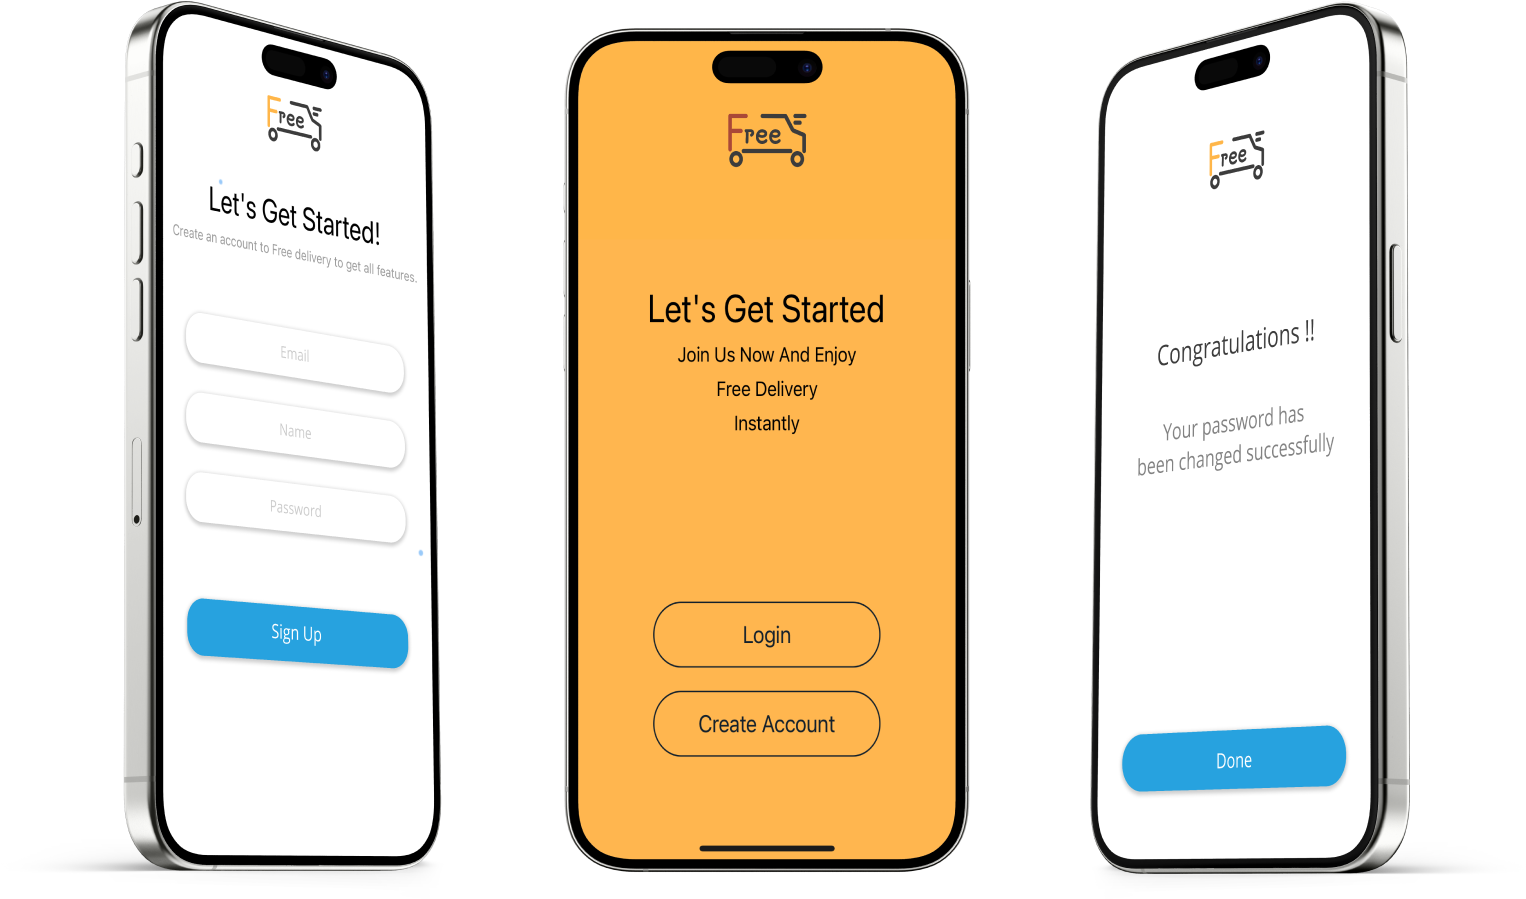 Free
Let's Get Started!
Create an account to Free delivery to get all features.
Email
Name
Password
Sign Up
Free
Let's Get Started
Join Us Now And Enjoy
Free Delivery
Instantly
Login
Create Account
Free
Congratulations !!
Your password has
been changed successfully
Done